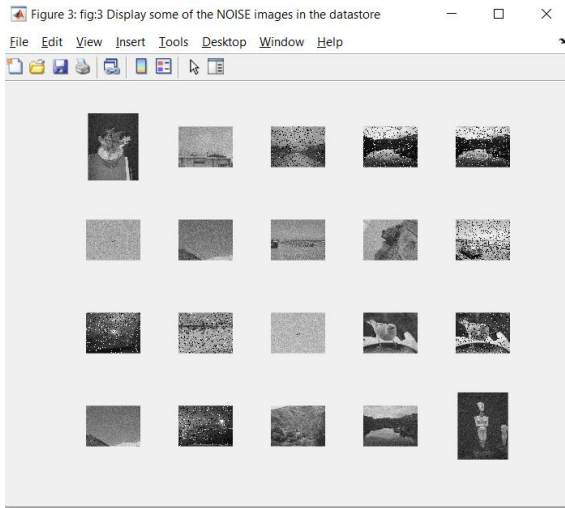 Figure 3: fig:3 Display some of the NOISE images in the datastore
File Edit View Insert Tools Desktop Window Help